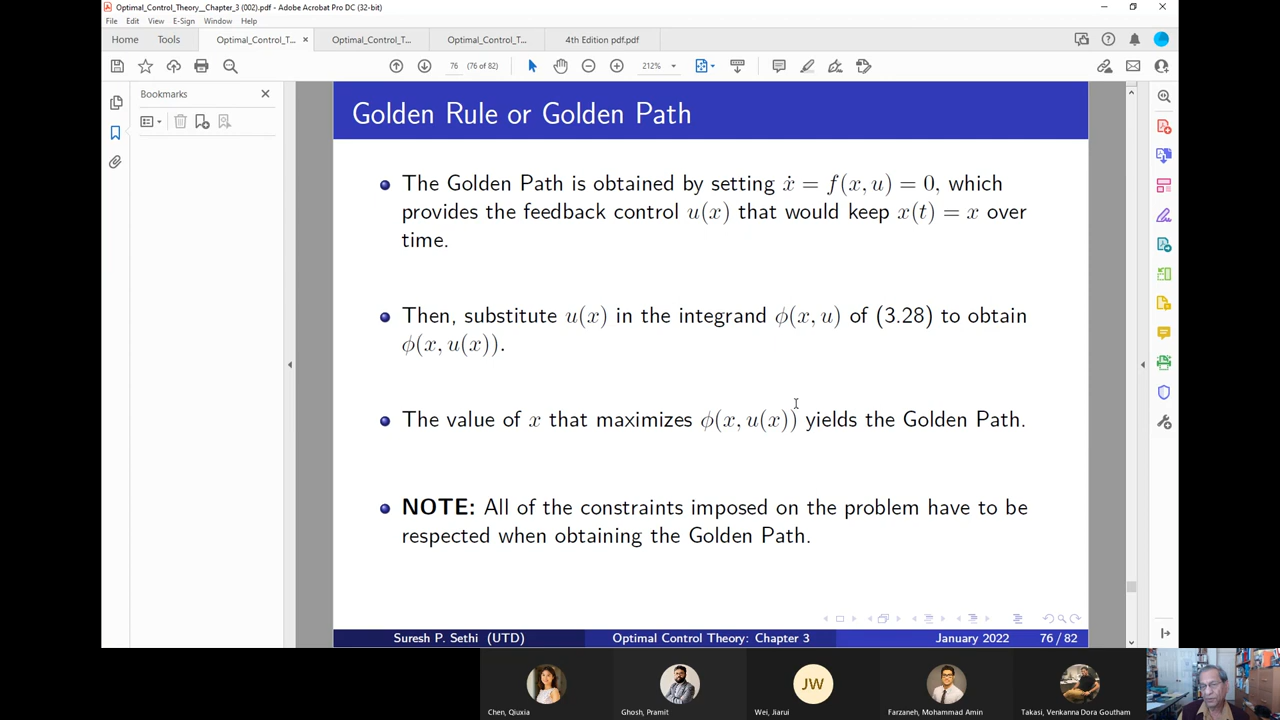 Optimal_Control_Theory__Chapter_3 (002).pdf - Adobe Acrobat Pro DC (32-bit)
File Edit View E-Sign Window Help
Home Tools Optimal_Control_T... × Optimal_Control_T... Optimal_Control_T... 4th Edition pdf.pdf
76 (76 of 82) 212%
Bookmarks
Golden Rule or Golden Path
The Golden Path is obtained by setting ẋ = f(x, u) = 0, which
provides the feedback control u(x) that would keep x(t) = x over
time.
Then, substitute u(x) in the integrand ϕ(x, u) of (3.28) to obtain
ϕ(x, u(x)).
The value of x that maximizes ϕ(x, u(x)) yields the Golden Path.
NOTE: All of the constraints imposed on the problem have to be
respected when obtaining the Golden Path.
Suresh P. Sethi (UTD) Optimal Control Theory: Chapter 3 January 2022 76 / 82
JW
Chen, Qiuxia Ghosh, Pramit Wei, Jiarui Farzaneh, Mohammad Amin Takasi, Venkanna Dora Goutham